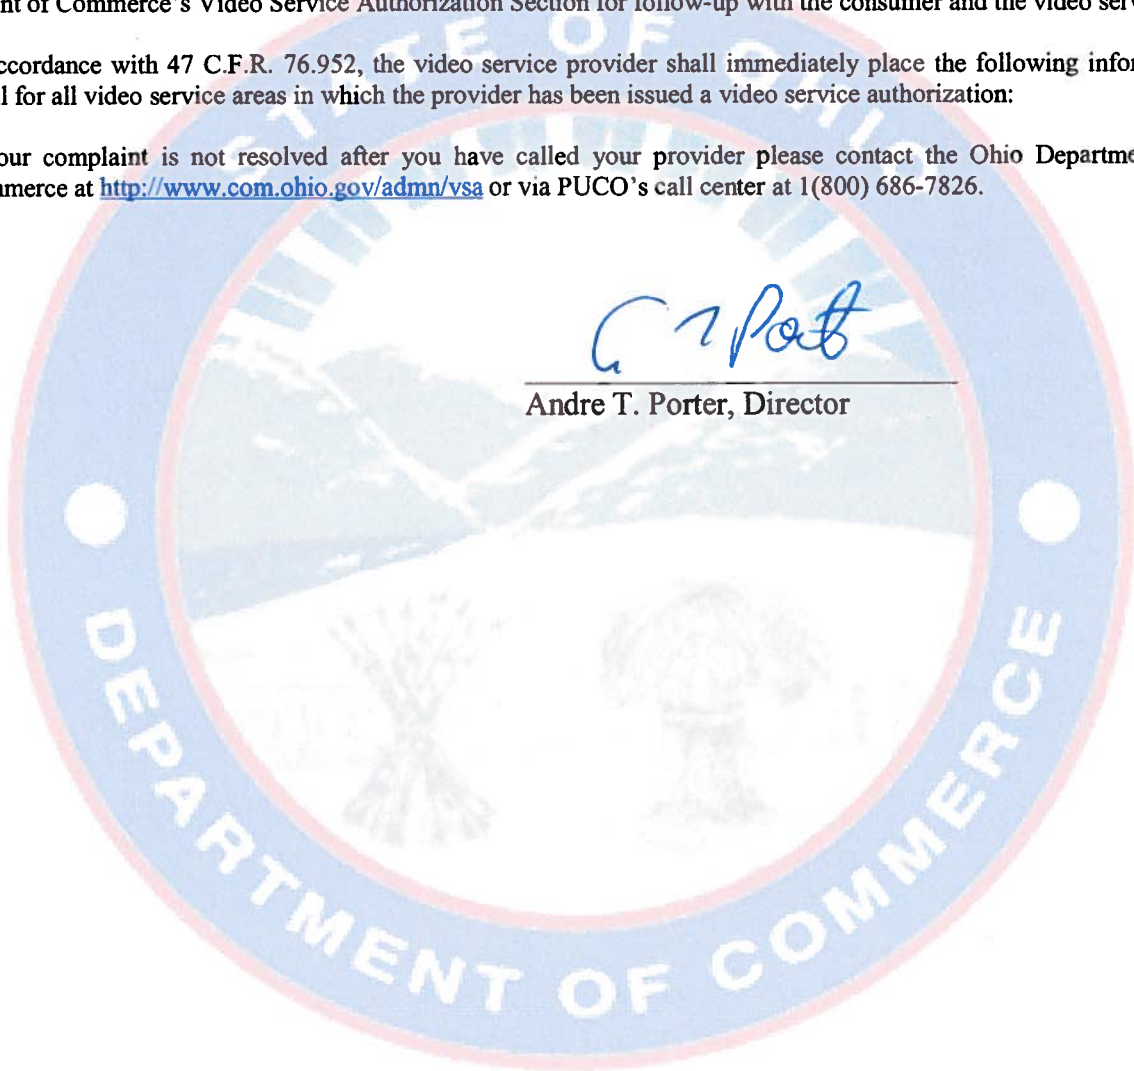 nt of Commerce's Video Service Authorization Section for follow-up with the consumer and the video ser
ccordance with 47 C.F.R. 76.952, the video service provider shall immediately place the following infor
l for all video service areas in which the provider has been issued a video service authorization:
our complaint is not resolved after you have called your provider please contact the Ohio Departme
nmerce at http://www.com.ohio.gov/admn/vsa or via PUCO's call center at 1(800) 686-7826.
Andre T. Porter, Director
STATE OF OHIO
DEPARTMENT OF COMMERCE